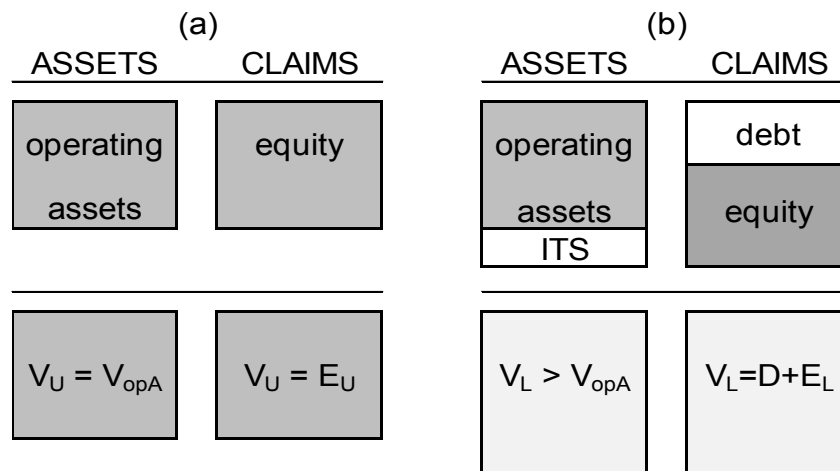 (a)
ASSETS CLAIMS
operating
assets
equity
V_U = V_opA
V_U = E_U
(b)
ASSETS CLAIMS
operating
assets
ITS
debt
equity
V_L > V_opA
V_L=D+E_L